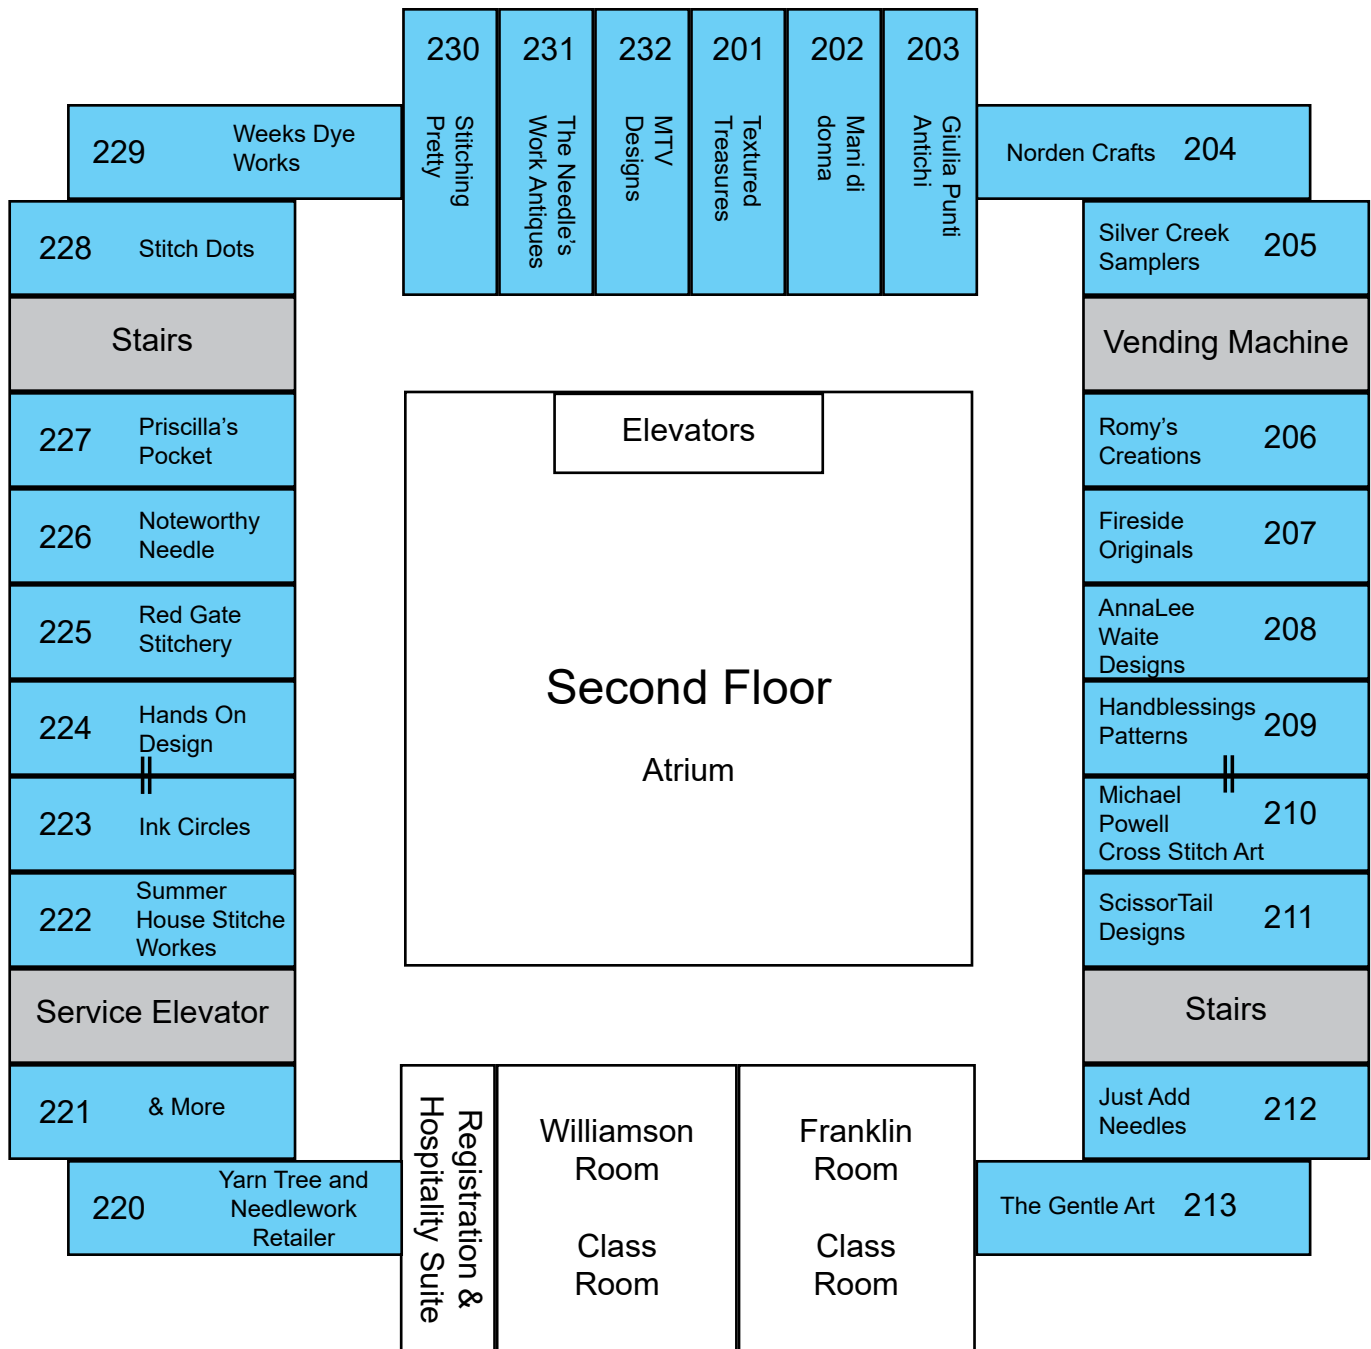 230
Stitching
Pretty
231
The Needle's
Work Antiques
232
MTV
Designs
201
Textured
Treasures
202
Mani di
donna
203
Giulia Punti
Antichi
229
Weeks Dye
Works
Norden Crafts 204
228
Stitch Dots
Silver Creek
Samplers
205
Stairs
Vending Machine
Elevators
227
Priscilla's
Pocket
Romy's
Creations
206
226
Noteworthy
Needle
Fireside
Originals
207
225
Red Gate
Stitchery
AnnaLee
Waite
Designs
208
Second Floor
Atrium
224
Hands On
Design
Handblessings
Patterns
209
223
Ink Circles
Michael
Powell
Cross Stitch Art
210
222
Summer
House Stitche
Workes
ScissorTail
Designs
211
Service Elevator
Stairs
221
& More
Just Add
Needles
212
220
Yarn Tree and
Needlework
Retailer
Registration &
Hospitality Suite
Williamson
Room
Class
Room
Franklin
Room
Class
Room
The Gentle Art 213